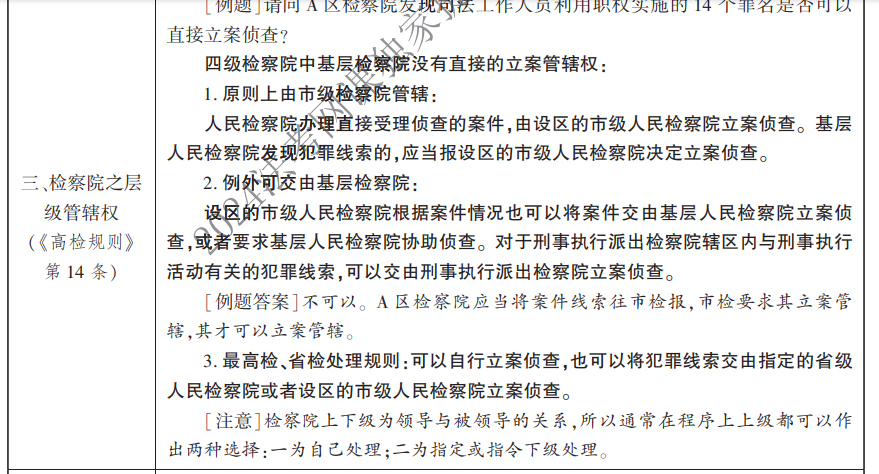 [例题]请问A区检察院发现司法工作人员利用职权实施的14个罪名是否可以
直接立案侦查?
四级检察院中基层检察院没有直接的立案管辖权:
1. 原则上由市级检察院管辖:
人民检察院办理直接受理侦查的案件,由设区的市级人民检察院立案侦查。基层
人民检察院发现犯罪线索的,应当报设区的市级人民检察院决定立案侦查。
三、检察院之层
级管辖权
(《高检规则》
第14条)
2. 例外可交由基层检察院:
设区的市级人民检察院根据案件情况也可以将案件交由基层人民检察院立案侦
查,或者要求基层人民检察院协助侦查。对于刑事执行派出检察院辖区内与刑事执行
活动有关的犯罪线索,可以交由刑事执行派出检察院立案侦查。
[例题答案]不可以。A区检察院应当将案件线索往市检报,市检要求其立案管
辖,其才可以立案管辖。
3. 最高检、省检处理规则:可以自行立案侦查,也可以将犯罪线索交由指定的省级
人民检察院或者设区的市级人民检察院立案侦查。
[注意]检察院上下级为领导与被领导的关系,所以通常在程序上上级都可以作
出两种选择:一为自己处理;二为指定或指令下级处理。
2024法考网课独家